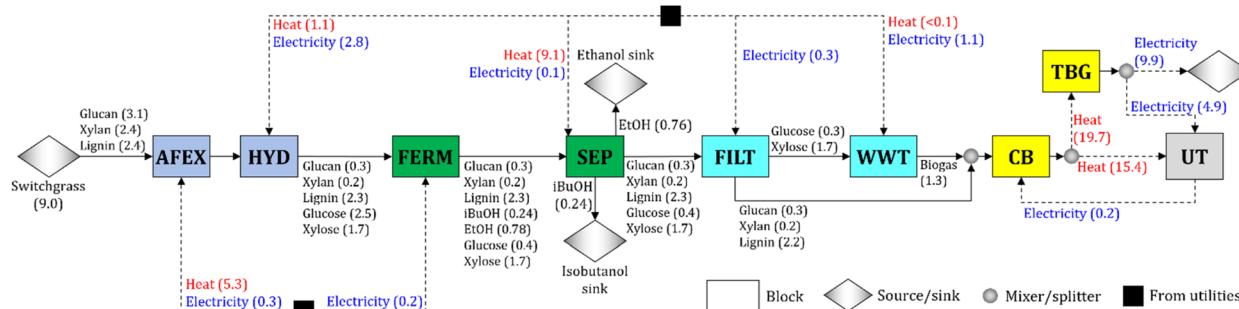 Heat (1.1)
Electricity (2.8)
Heat (9.1)
Electricity (0.1)
Ethanol sink
Electricity (0.3)
Heat (<0.1)
Electricity (1.1)
Electricity
(9.9)
TBG
Glucan (3.1)
Xylan (2.4)
Lignin (2.4)
EtOH (0.76)
Glucose (0.3)
Xylose (1.7)
Heat
(19.7)
Electricity (4.9)
AFEX
HYD
FERM
SEP
FILT
WWT
CB
UT
Switchgrass
(9.0)
Glucan (0.3)
Xylan (0.2)
Lignin (2.3)
Glucose (2.5)
Xylose (1.7)
Glucan (0.3)
Xylan (0.2)
Lignin (2.3)
iBuOH (0.24)
EtOH (0.78)
Glucose (0.4)
Xylose (1.7)
iBuOH
(0.24)
Glucan (0.3)
Xylan (0.2)
Lignin (2.3)
Glucose (0.4)
Xylose (1.7)
Biogas
(1.3)
Heat (15.4)
Electricity (0.2)
Glucan (0.3)
Xylan (0.2)
Lignin (2.2)
Isobutanol
sink
Heat (5.3)
Electricity (0.3)
Electricity (0.2)
Block
Source/sink
Mixer/splitter
From utilities